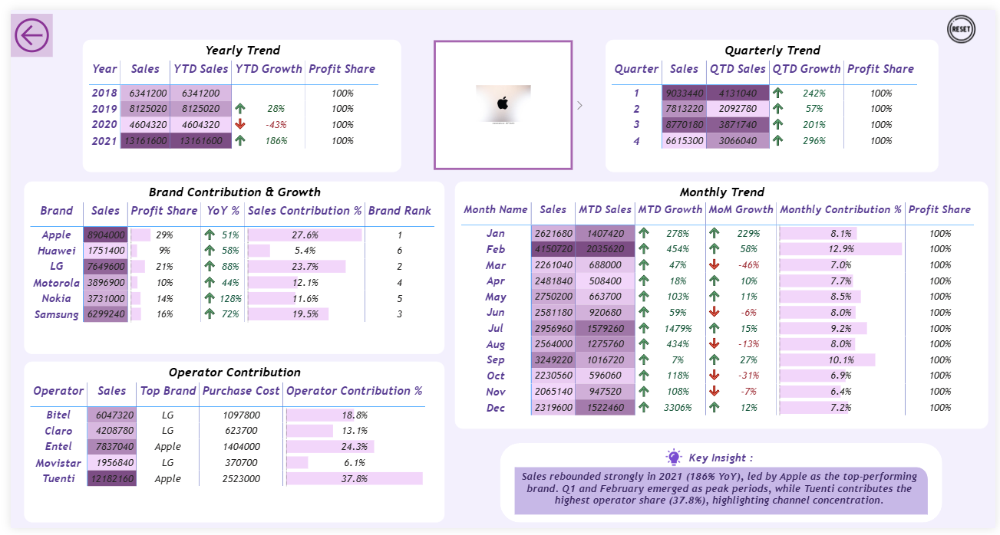 RESET
Yearly Trend
Year Sales YTD Sales YTD Growth Profit Share
2018 6341200 6341200 100%
2019 8125020 8125020 28% 100%
2020 4604320 4604320 -43% 100%
2021 13161600 13161600 186% 100%
Quarterly Trend
Quarter Sales QTD Sales QTD Growth Profit Share
1 9033440 4131040 242% 100%
2 7813220 2092780 57% 100%
3 8770180 3871740 201% 100%
4 6615300 3066040 296% 100%
Brand Contribution & Growth
Brand Sales Profit Share YoY % Sales Contribution % Brand Rank
Apple 8904000 29% 51% 27.6% 1
Huawei 1751400 9% 58% 5.4% 6
LG 7649600 21% 88% 23.7% 2
Motorola 3896900 10% 44% 12.1% 4
Nokia 3731000 14% 128% 11.6% 5
Samsung 6299240 16% 72% 19.5% 3
Monthly Trend
Month Name Sales MTD Sales MTD Growth MoM Growth Monthly Contribution % Profit Share
Jan 2621680 1407420 278% 229% 8.1% 100%
Feb 4150720 2035620 454% 58% 12.9% 100%
Mar 2261040 688000 47% -46% 7.0% 100%
Apr 2481840 508400 18% 10% 7.7% 100%
May 2750200 663700 103% 11% 8.5% 100%
Jun 2581180 920680 59% -6% 8.0% 100%
Jul 2956960 1579260 1479% 15% 9.2% 100%
Aug 2564000 1275760 434% -13% 8.0% 100%
Sep 3249220 1016720 7% 27% 10.1% 100%
Oct 2230560 596060 118% -31% 6.9% 100%
Nov 2065140 947520 108% -7% 6.4% 100%
Dec 2319600 1522460 3306% 12% 7.2% 100%
Operator Contribution
Operator Sales Top Brand Purchase Cost Operator Contribution %
Bitel 6047320 LG 1097800 18.8%
Claro 4208780 LG 623700 13.1%
Entel 7837040 Apple 1404000 24.3%
Movistar 1956840 LG 370700 6.1%
Tuenti 12182160 Apple 2523000 37.8%
Key Insight :
Sales rebounded strongly in 2021 (186% YoY), led by Apple as the top-performing
brand. Q1 and February emerged as peak periods, while Tuenti contributes the
highest operator share (37.8%), highlighting channel concentration.